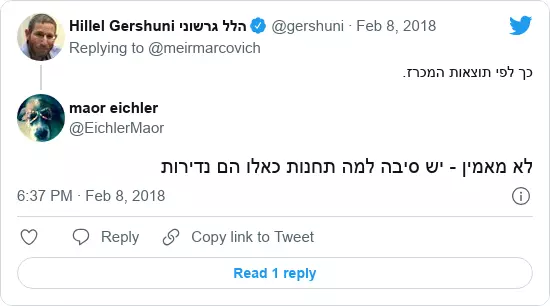 Hillel Gershuni הלל גרשוני @gershuni · Feb 8, 2018
Replying to @meirmarcovich
כך לפי תוצאות המכרז.
maor eichler
@EichlerMaor
לא מאמין - יש סיבה למה תחנות כאלו הם נדירות
6:37 PM · Feb 8, 2018
Reply
Copy link to Tweet
Read 1 reply